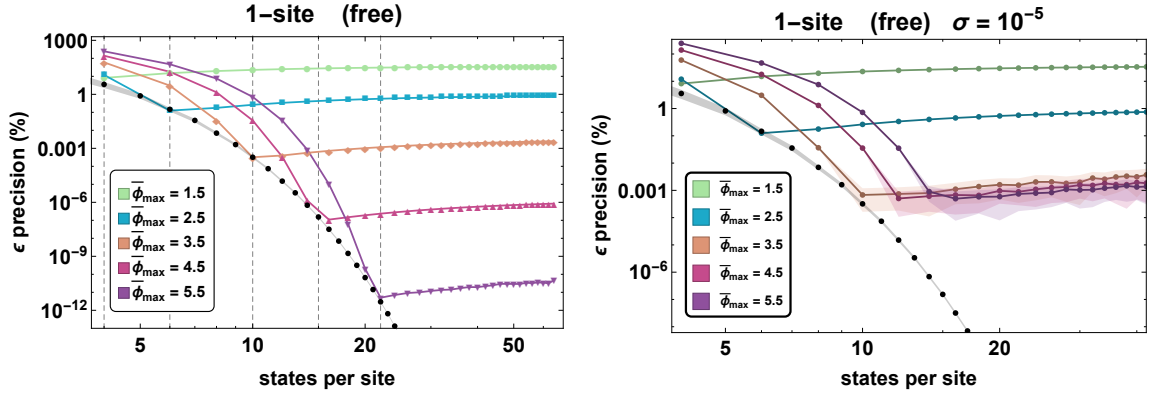 1−site (free)
ϵ precision (%)
1000
1
0.001
10⁻⁶
10⁻⁹
10⁻¹²
ϕ̅max = 1.5
ϕ̅max = 2.5
ϕ̅max = 3.5
ϕ̅max = 4.5
ϕ̅max = 5.5
5 10 20 50
states per site
1−site (free) σ = 10⁻⁵
ϵ precision (%)
1
0.001
10⁻⁶
ϕ̅max = 1.5
ϕ̅max = 2.5
ϕ̅max = 3.5
ϕ̅max = 4.5
ϕ̅max = 5.5
5 10 20
states per site